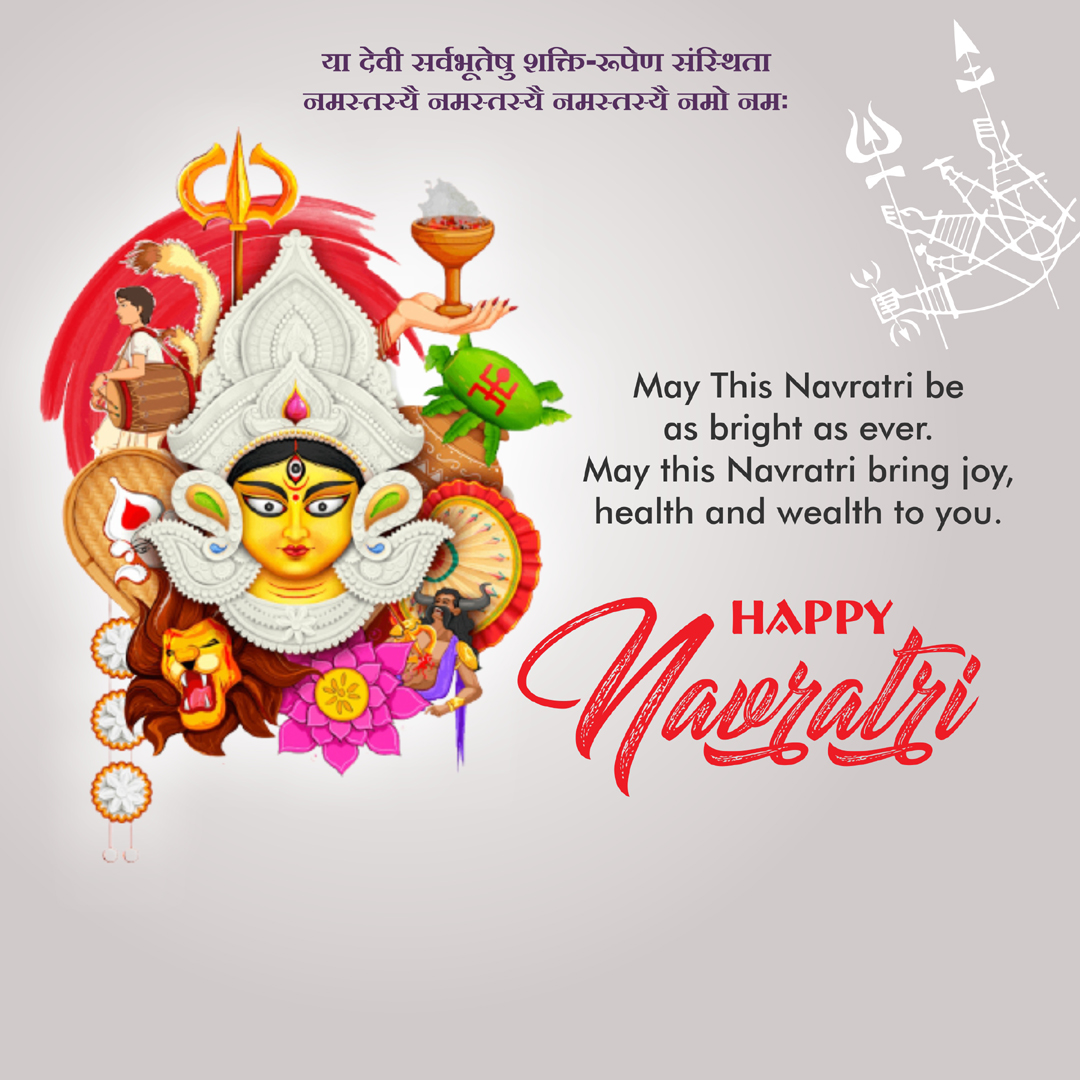 या देवी सर्वभूतेषु शक्ति-रूपेण संस्थिता
नमस्तस्यै नमस्तस्यै नमस्तस्यै नमो नमः
May This Navratri be
as bright as ever.
May this Navratri bring joy,
health and wealth to you.
HAPPY
Navratri